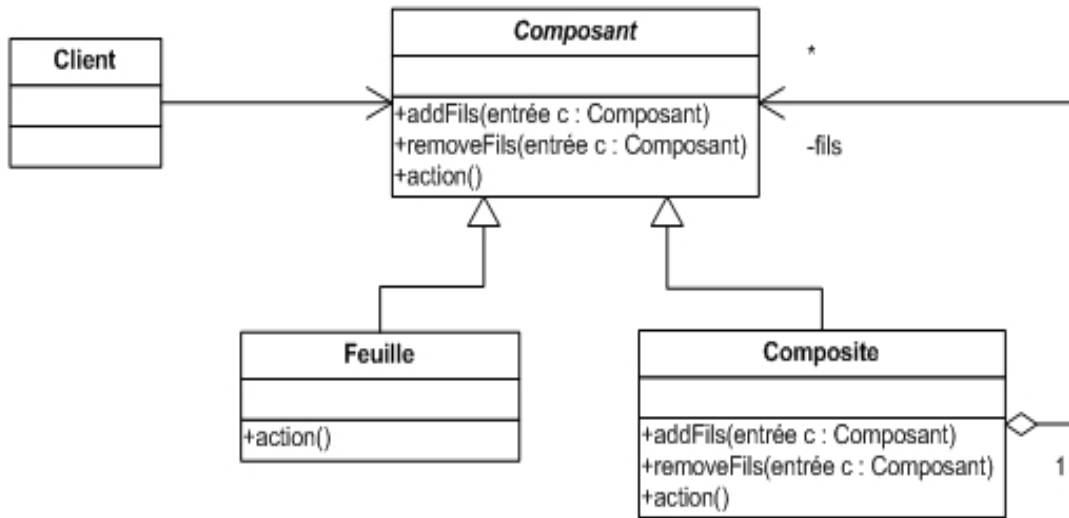 Composant
Client
*
+addFils(entrée c : Composant)
+removeFils(entrée c : Composant)
-fils
+action()
Feuille
Composite
+action()
+addFils(entrée c : Composant)
+removeFils(entrée c : Composant)
1
+action()